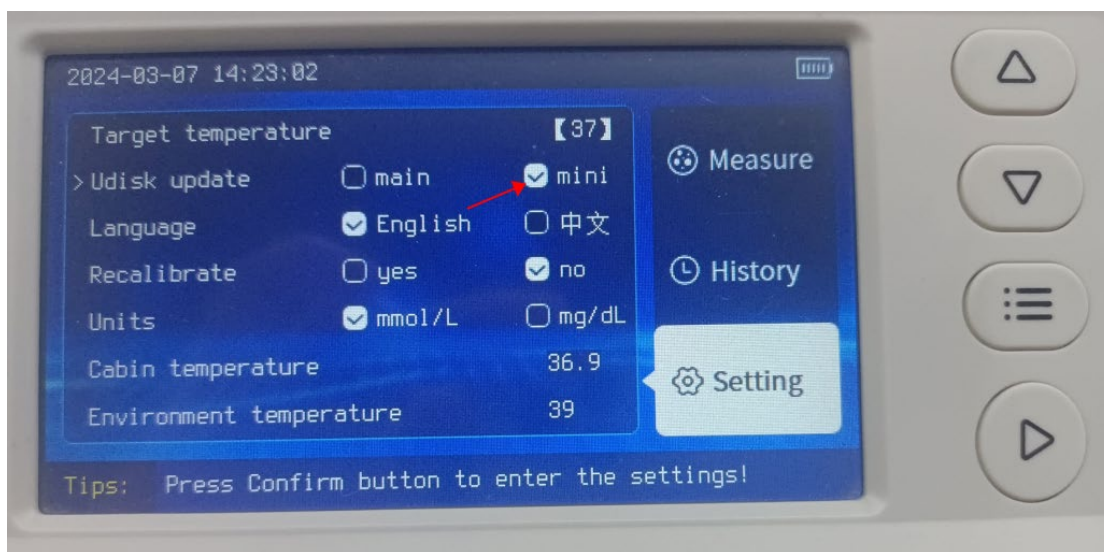 2024-03-07 14:23:02
Target temperature 【37】
>Udisk update main mini
Language English 中文
Recalibrate yes no
Units mmol/L mg/dL
Cabin temperature 36.9
Environment temperature 39
Measure
History
Setting
Tips: Press Confirm button to enter the settings!